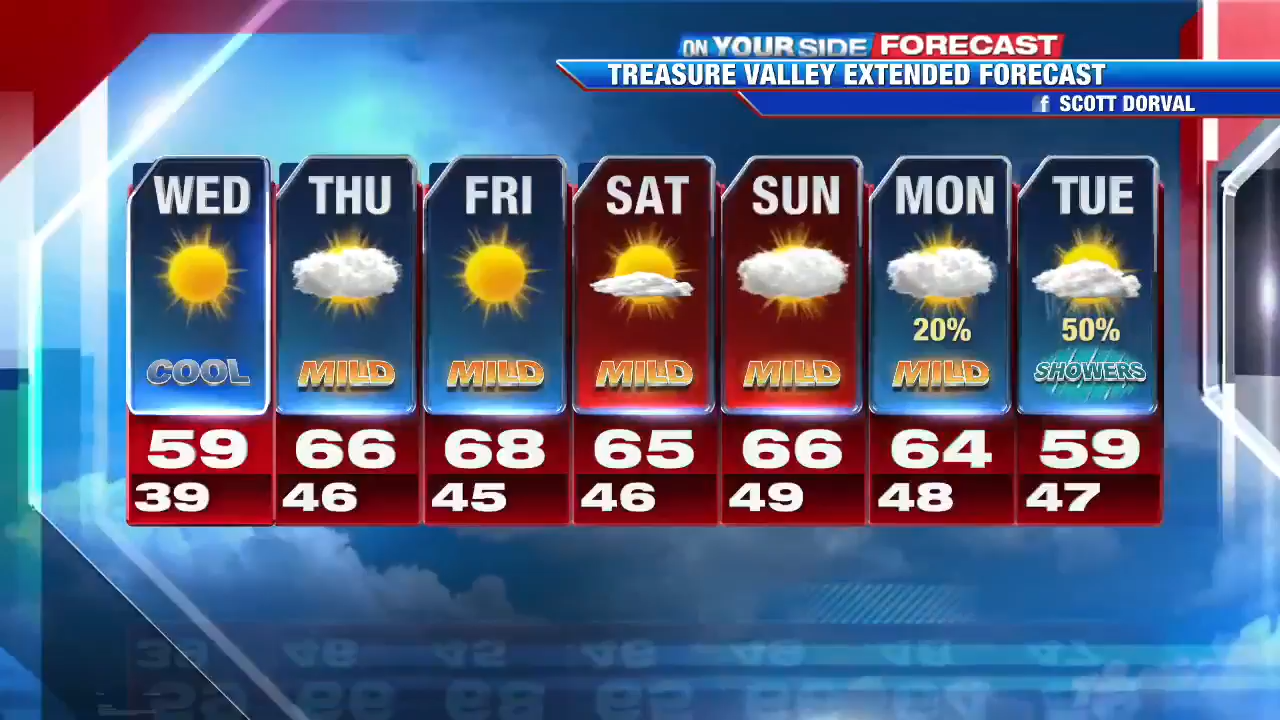 ON YOUR SIDE FORECAST
TREASURE VALLEY EXTENDED FORECAST
f SCOTT DORVAL
WED THU FRI SAT SUN MON TUE
20% 50%
COOL MILD MILD MILD MILD MILD SHOWERS
59 66 68 65 66 64 59
39 46 45 46 49 48 47